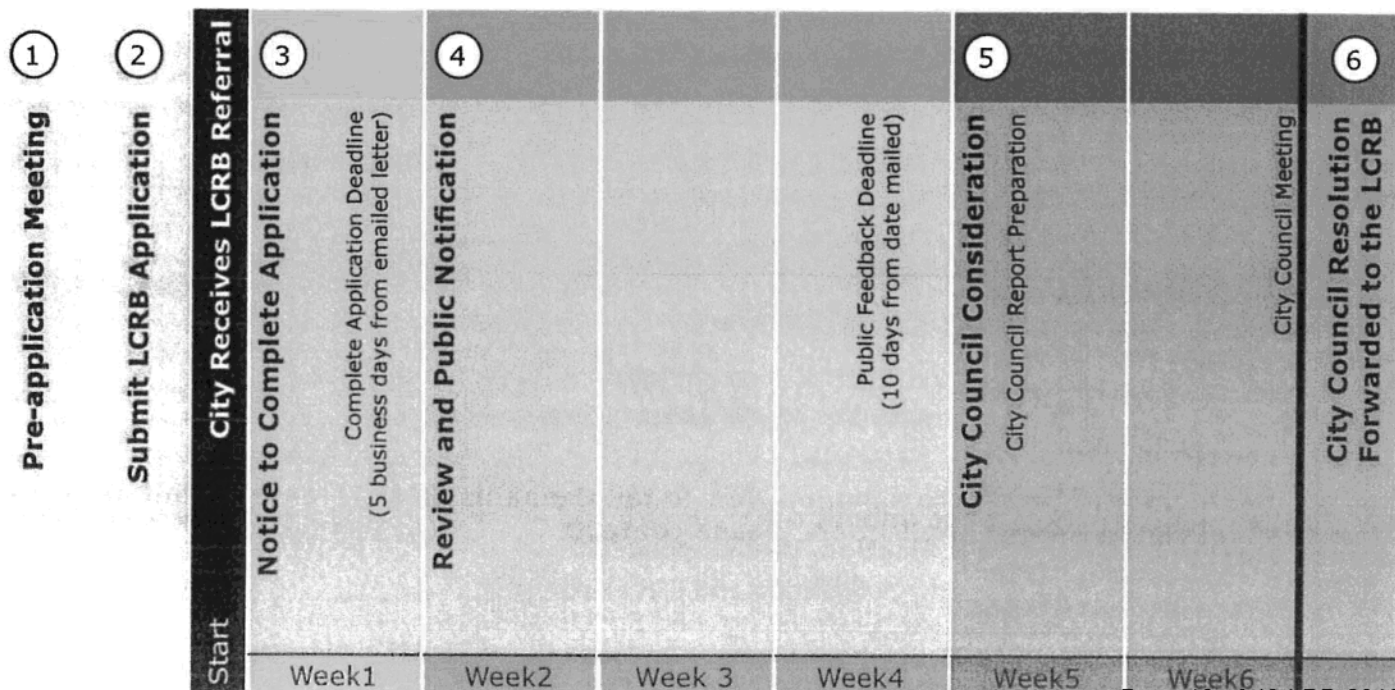 1
Pre-application Meeting
2
Submit LCRB Application
Start
City Receives LCRB Referral
3
Notice to Complete Application
Complete Application Deadline
(5 business days from emailed letter)
4
Review and Public Notification
Public Feedback Deadline
(10 days from date mailed)
5
City Council Consideration
City Council Report Preparation
City Council Meeting
6
City Council Resolution
Forwarded to the LCRB
Week1
Week2
Week 3
Week4
Week5
Week6